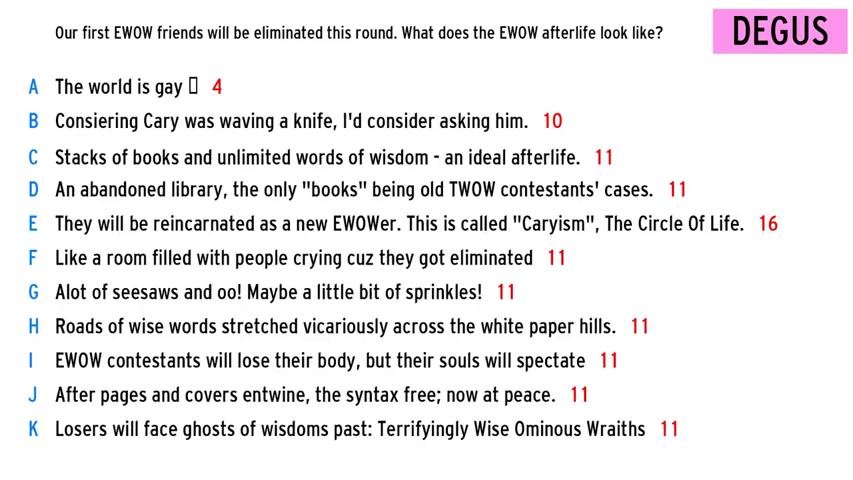 Our first EWOW friends will be eliminated this round. What does the EWOW afterlife look like?
DEGUS
A The world is gay ▯ 4
B Consiering Cary was waving a knife, I'd consider asking him. 10
C Stacks of books and unlimited words of wisdom - an ideal afterlife. 11
D An abandoned library, the only "books" being old TWOW contestants' cases. 11
E They will be reincarnated as a new EWOWer. This is called "Caryism", The Circle Of Life. 16
F Like a room filled with people crying cuz they got eliminated 11
G Alot of seesaws and oo! Maybe a little bit of sprinkles! 11
H Roads of wise words stretched vicariously across the white paper hills. 11
I EWOW contestants will lose their body, but their souls will spectate 11
J After pages and covers entwine, the syntax free; now at peace. 11
K Losers will face ghosts of wisdoms past: Terrifyingly Wise Ominous Wraiths 11